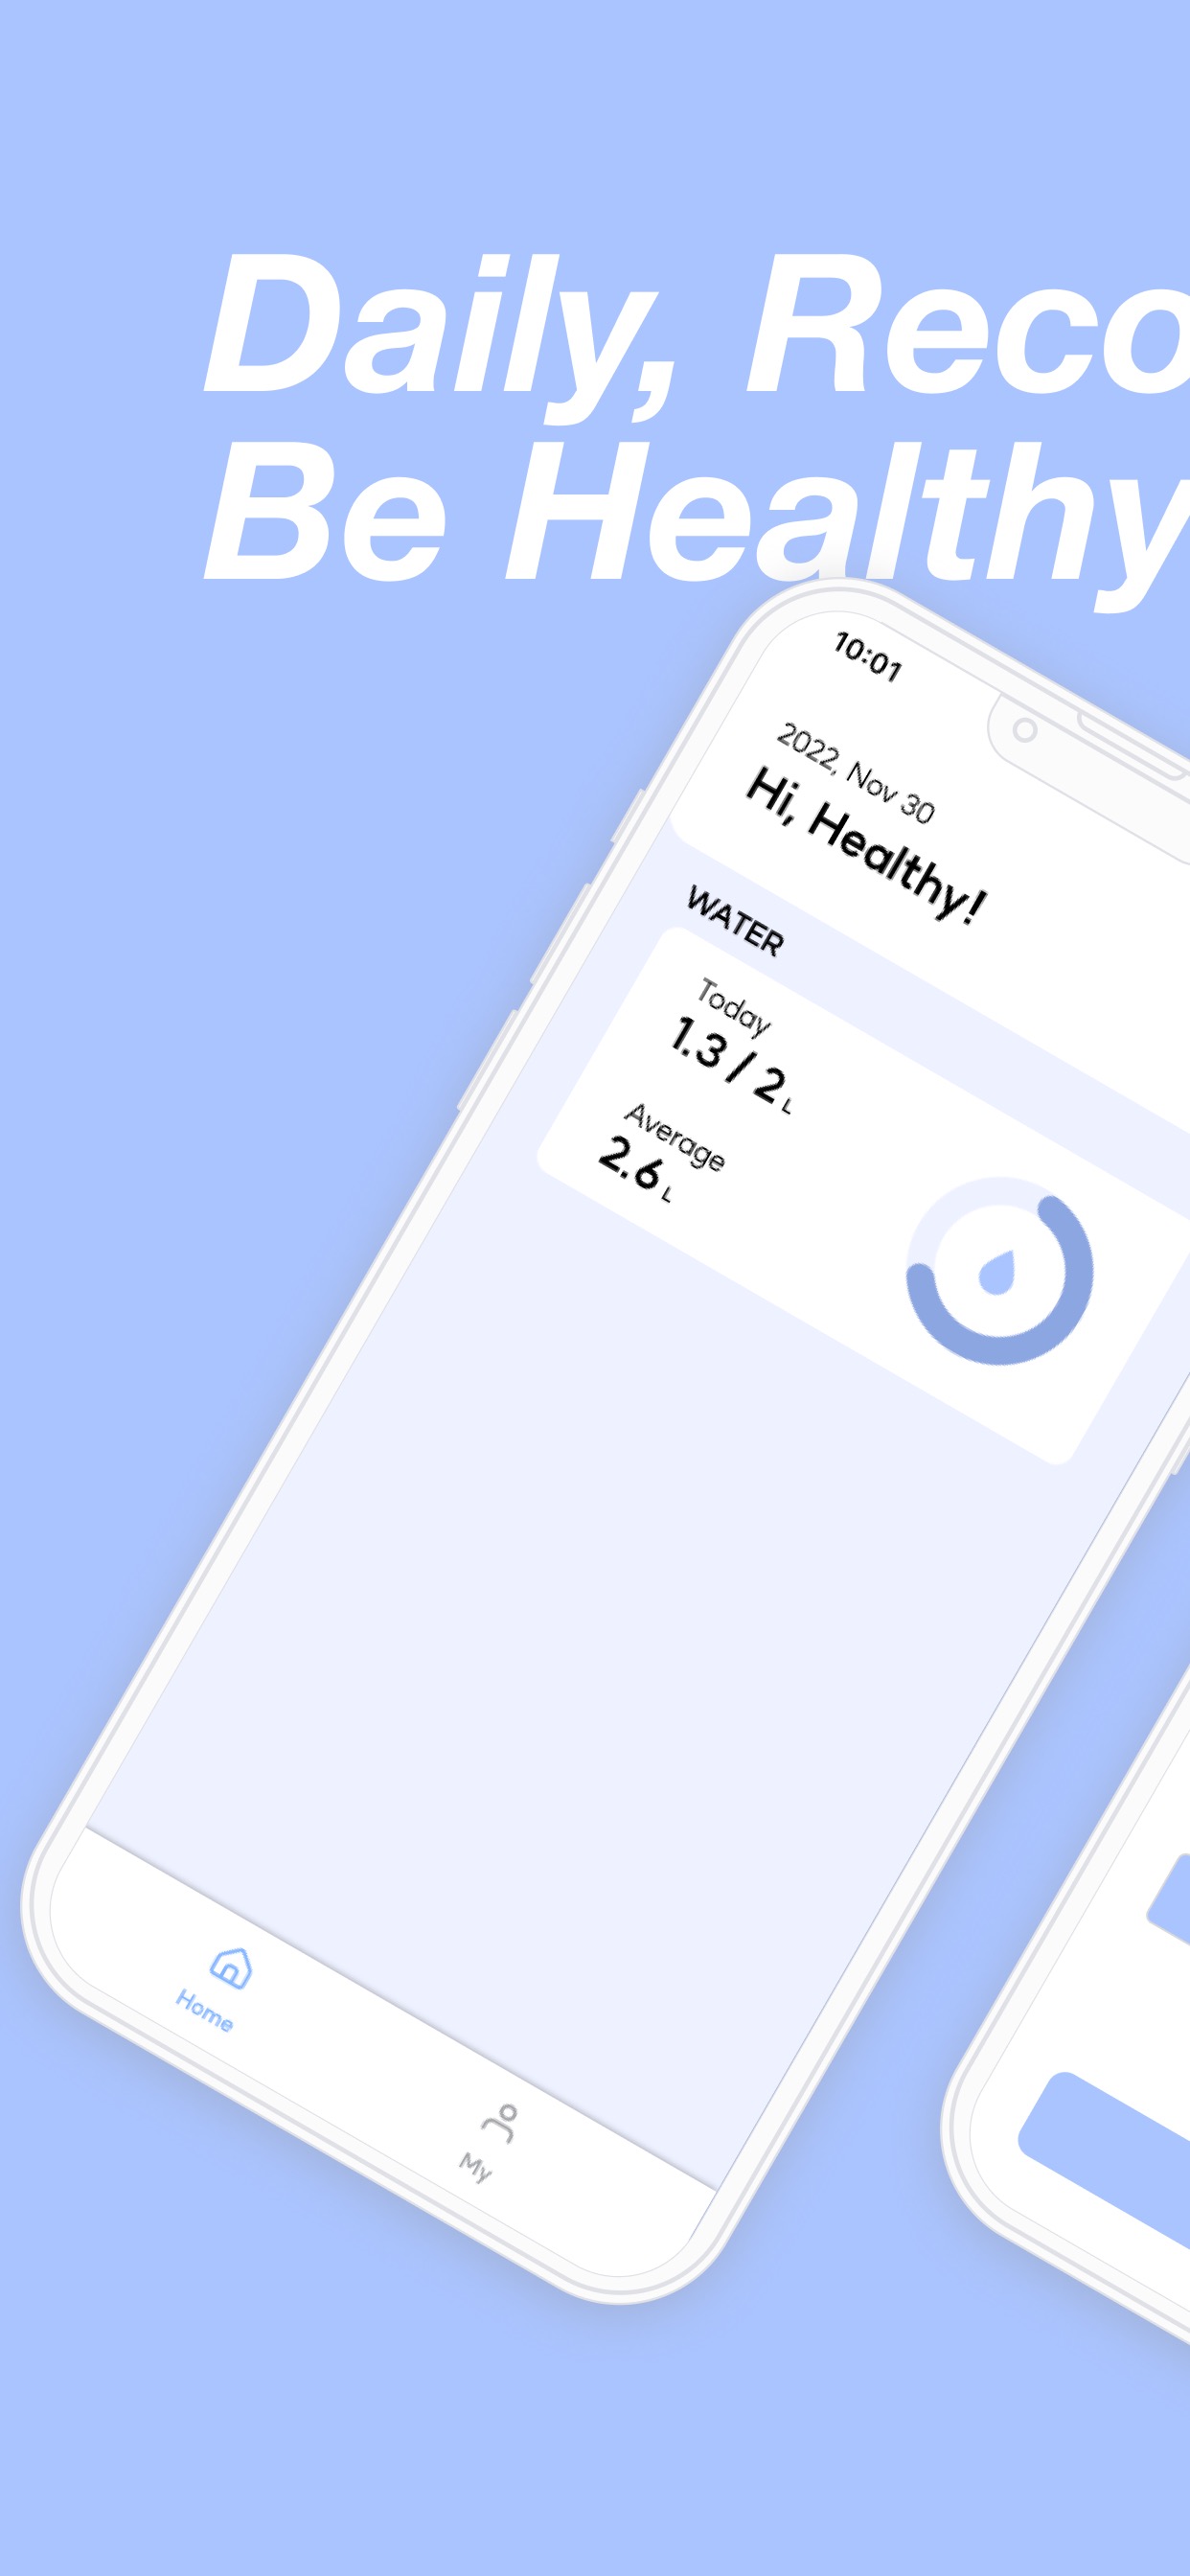 Daily, Reco
Be Healthy
10:01
2022, Nov 30
Hi, Healthy!
WATER
Today
1.3 / 2 L
Average
2.6 L
Home
My